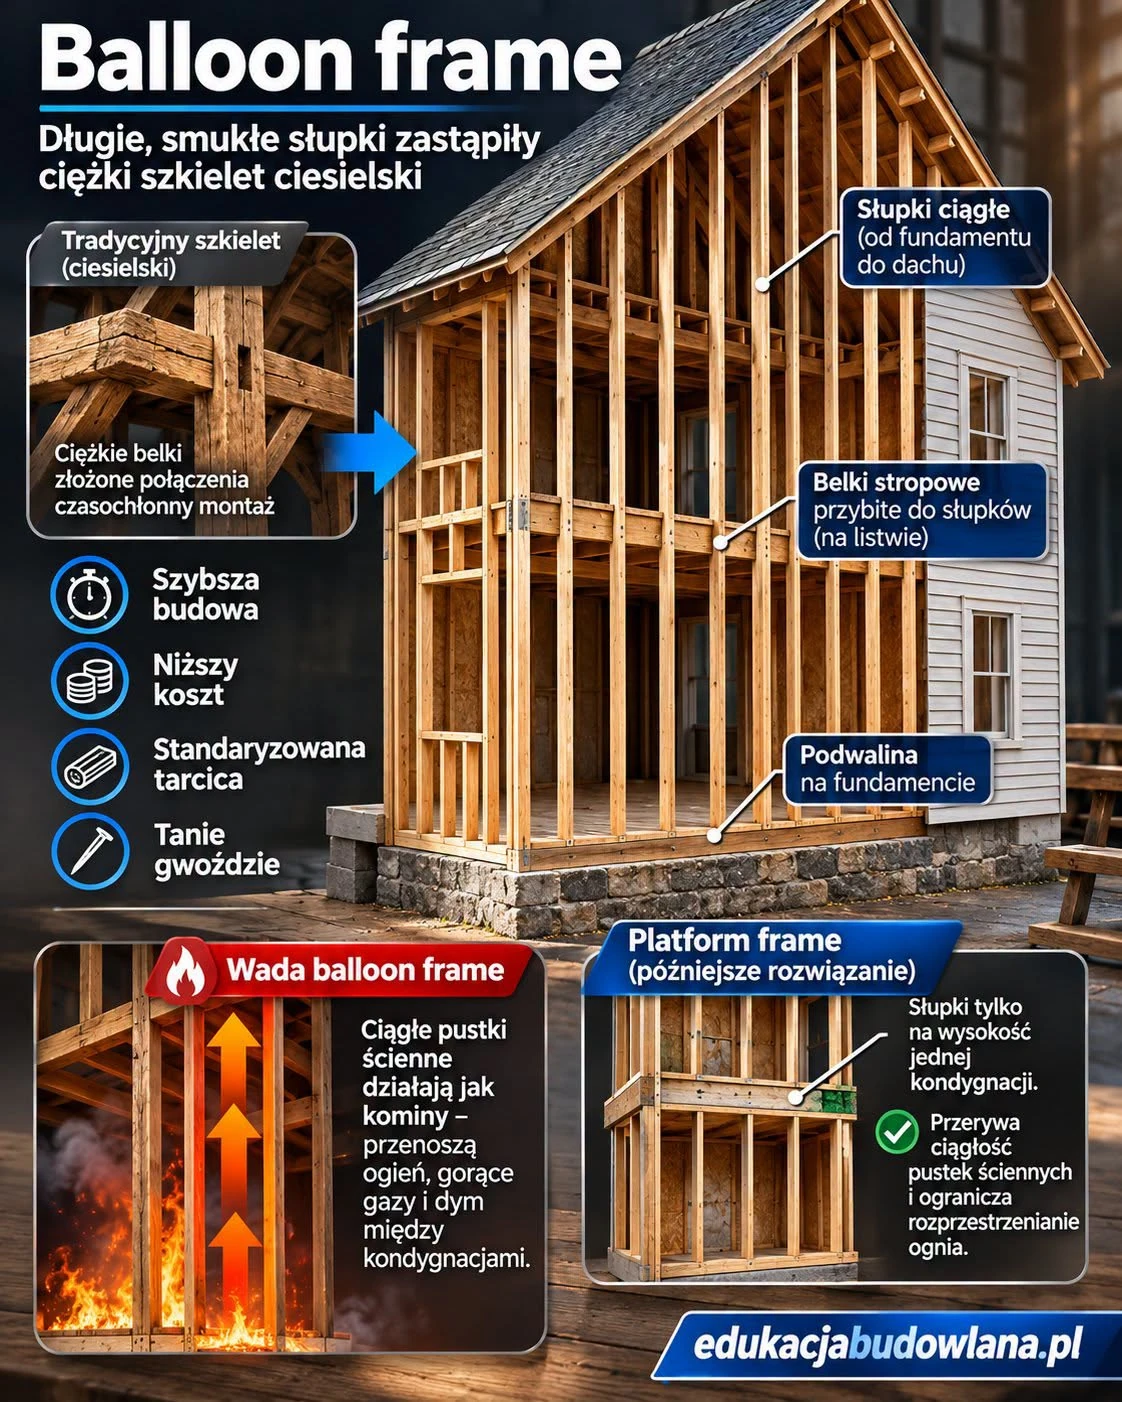 Balloon frame
Długie, smukłe słupki zastąpiły
ciężki szkielet ciesielski
Tradycyjny szkielet
(ciesielski)
Ciężkie belki
złożone połączenia
czasochłonny montaż
Szybsza
budowa
Niższy
koszt
Standaryzowana
tarcica
Tanie
gwoździe
Słupki ciągłe
(od fundamentu
do dachu)
Belki stropowe
przybite do słupków
(na listwie)
Podwalina
na fundamencie
Wada balloon frame
Ciągłe pustki
ścienne
działają jak
kominy –
przenoszą
ogień, gorące
gazy i dym
między
kondygnacjami.
Platform frame
(późniejsze rozwiązanie)
Słupki tylko
na wysokość
jednej
kondygnacji.
Przerywa
ciągłość
pustek ściennych
i ogranicza
rozprzestrzenianie
ognia.
edukacjabudowlana.pl